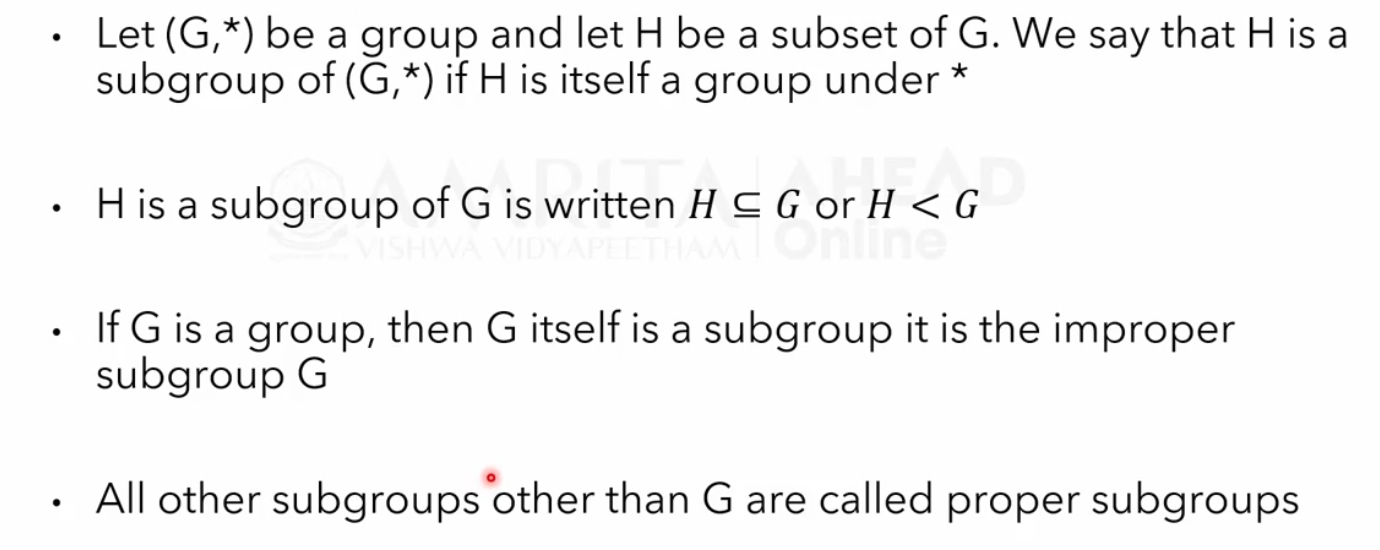 • Let (G,*) be a group and let H be a subset of G. We say that H is a
subgroup of (G,*) if H is itself a group under *
• H is a subgroup of G is written H ⊆ G or H < G
AMRITA AHEAD
VISHWA VIDYAPEETHAM Online
• If G is a group, then G itself is a subgroup it is the improper
subgroup G
• All other subgroups other than G are called proper subgroups